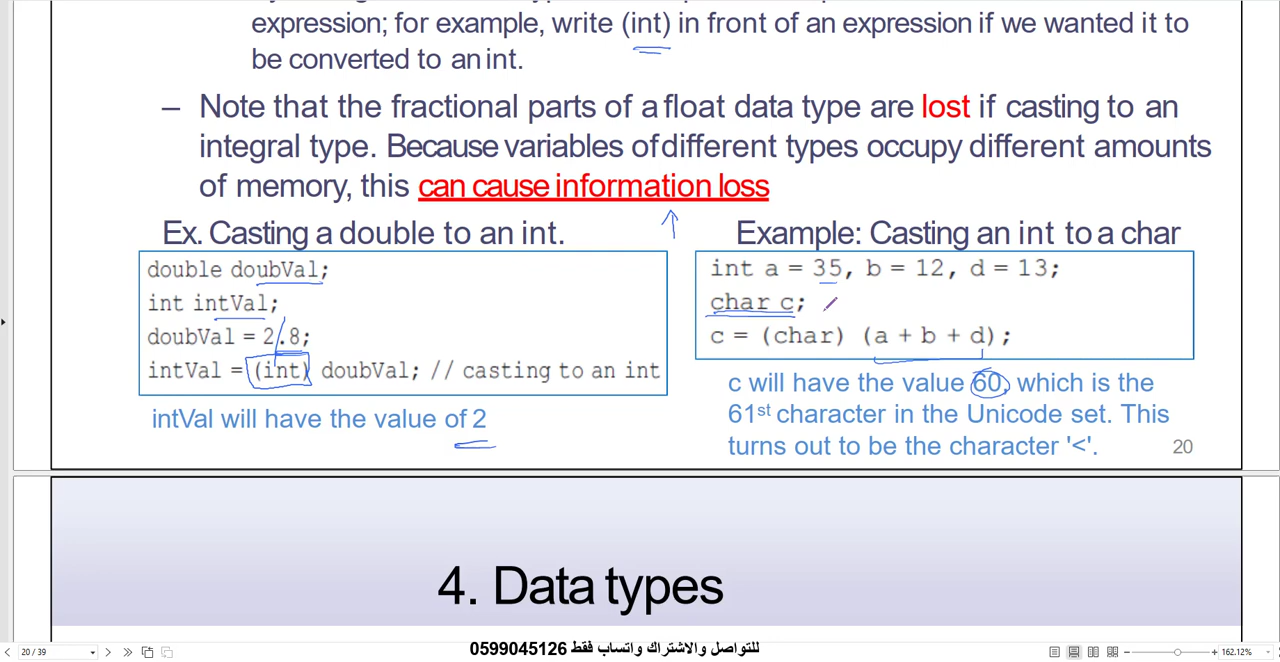 expression; for example, write (int) in front of an expression if we wanted it to
be converted to an int.
– Note that the fractional parts of a float data type are lost if casting to an
integral type. Because variables of different types occupy different amounts
of memory, this can cause information loss
Ex. Casting a double to an int.
double doubVal;
int intVal;
doubVal = 2.8;
intVal = (int) doubVal; // casting to an int
intVal will have the value of 2
Example: Casting an int to a char
int a = 35, b = 12, d = 13;
char c;
c = (char) (a + b + d);
c will have the value 60, which is the
61st character in the Unicode set. This
turns out to be the character '<'.
20
4. Data types
للتواصل والاشتراك واتساب فقط 0599045126
20 / 39
162.12%